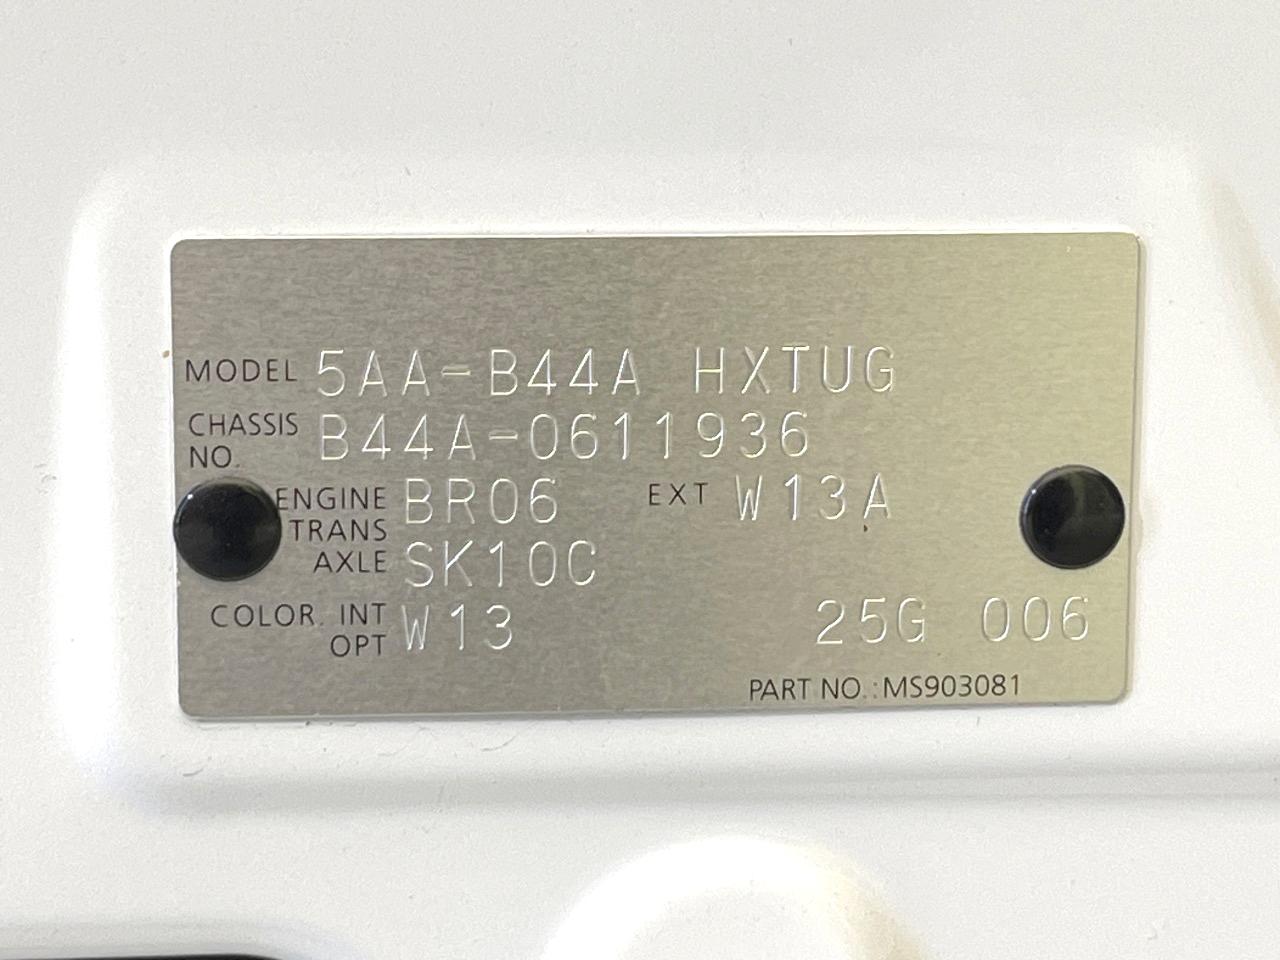 MODEL 5AA-B44A HXTUG
CHASSIS NO. B44A-0611936
ENGINE BR06 EXT W13A
TRANS AXLE SK10C
COLOR. INT OPT W13 25G 006
PART NO.:MS903081